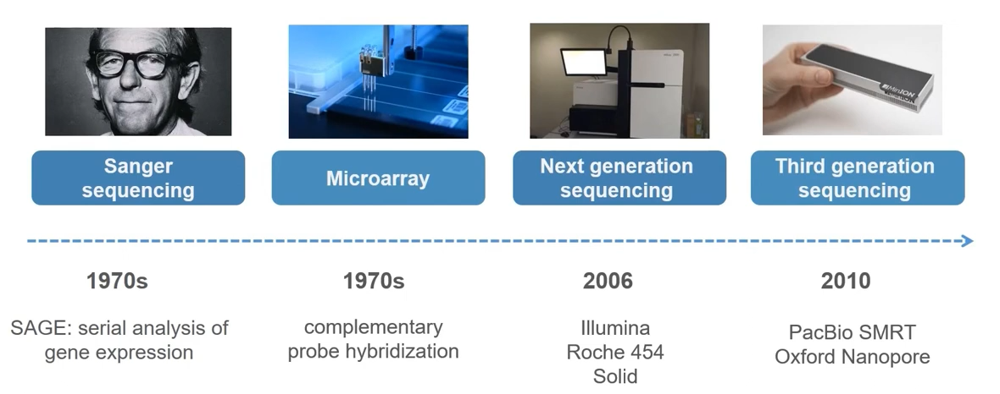 MinION
Sanger
sequencing
Microarray
Next generation
sequencing
Third generation
sequencing
1970s
1970s
2006
2010
SAGE: serial analysis of
gene expression
complementary
probe hybridization
Illumina
Roche 454
Solid
PacBio SMRT
Oxford Nanopore